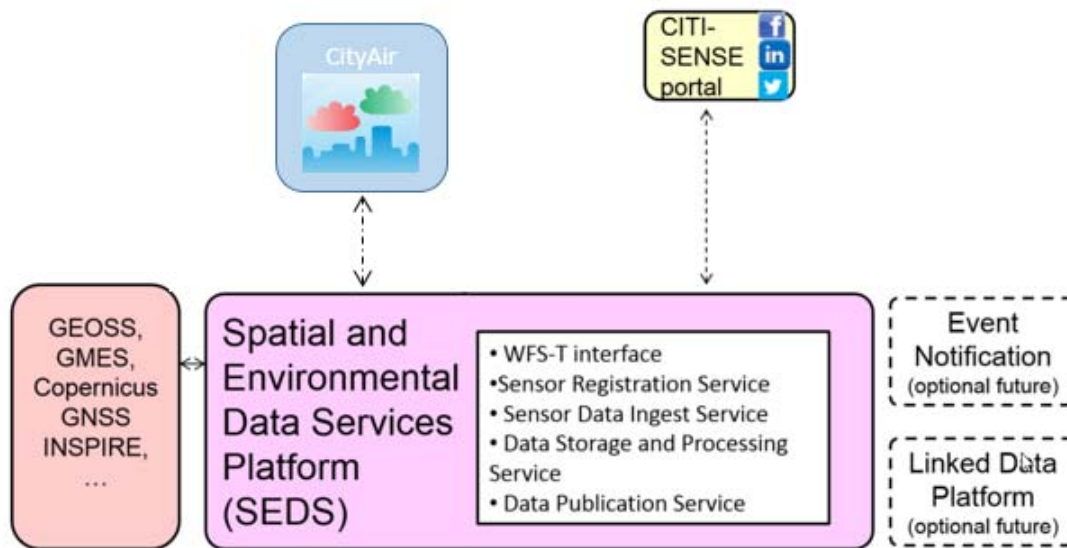 CityAir
CITI-
SENSE
portal
f
in
GEOSS,
GMES,
Copernicus
GNSS
INSPIRE,
...
Spatial and
Environmental
Data Services
Platform
(SEDS)
• WFS-T interface
•Sensor Registration Service
• Sensor Data Ingest Service
• Data Storage and Processing
Service
• Data Publication Service
Event
Notification
(optional future)
Linked Data
Platform
(optional future)